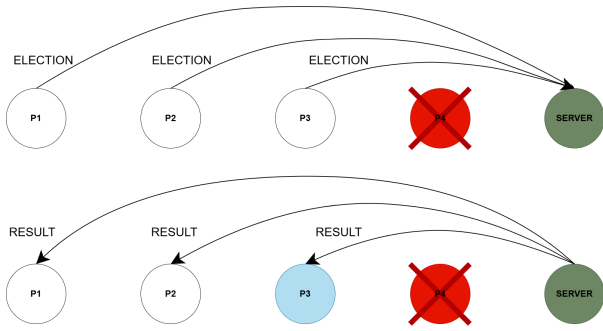 ELECTION
ELECTION
ELECTION
P1
P2
P3
P4
SERVER
RESULT
RESULT
RESULT
P1
P2
P3
P4
SERVER